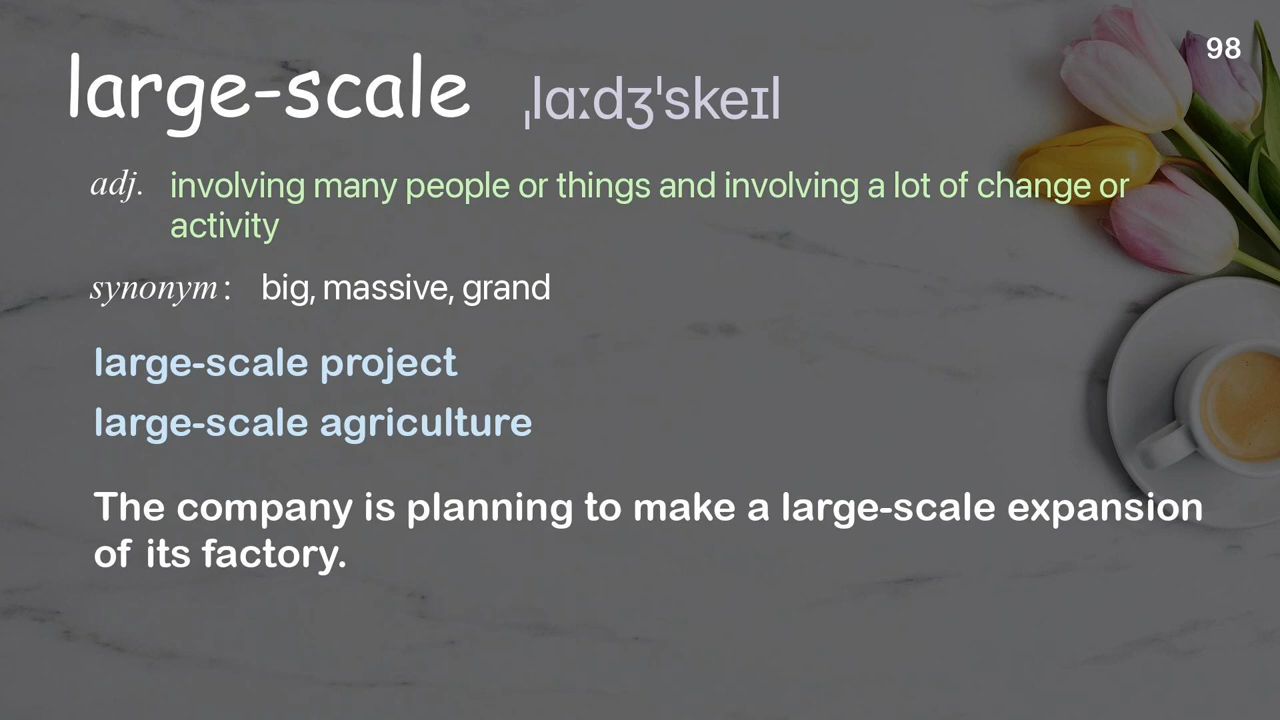 98
large-scale ˌlɑːdʒˈskeɪl
adj. involving many people or things and involving a lot of change or
activity
synonym: big, massive, grand
large-scale project
large-scale agriculture
The company is planning to make a large-scale expansion
of its factory.